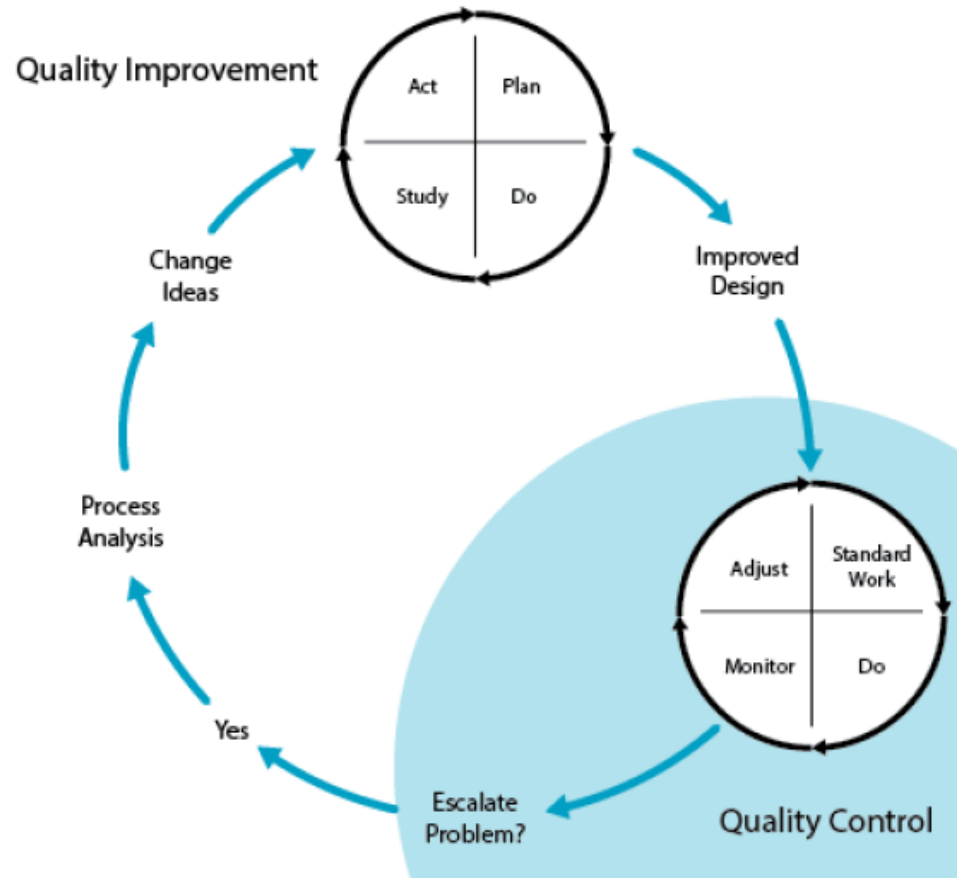 Quality Improvement
Act
Plan
Study
Do
Change
Ideas
Improved
Design
Process
Analysis
Adjust
Standard
Work
Monitor
Do
Yes
Escalate
Problem?
Quality Control